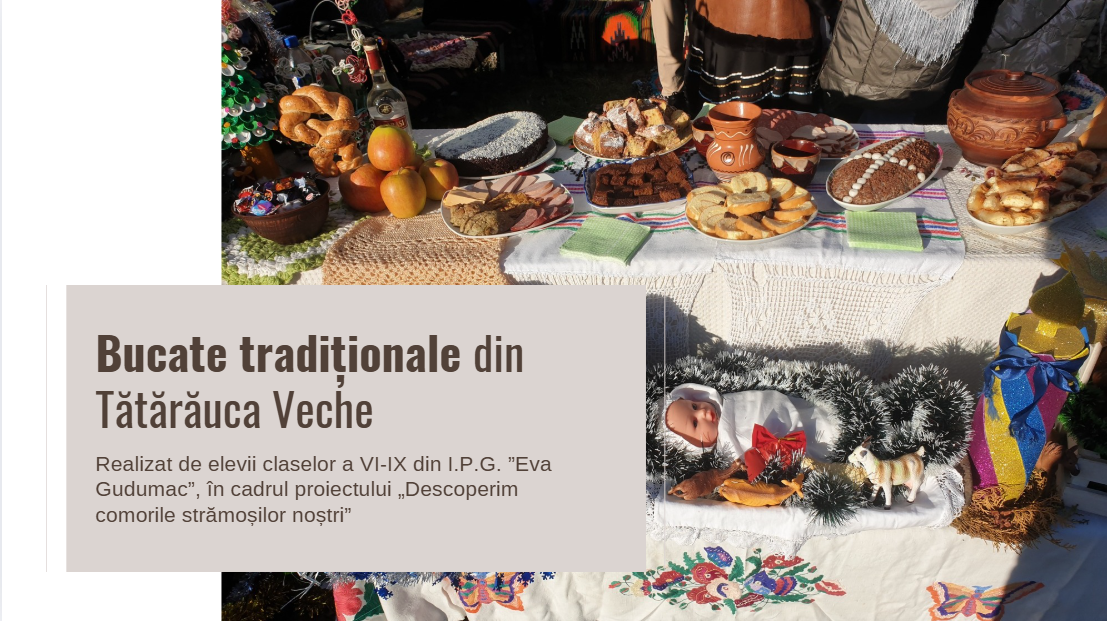 Bucate tradiționale din
Tătărăuca Veche
Realizat de elevii claselor a VI-IX din I.P.G. ”Eva
Gudumac”, în cadrul proiectului „Descoperim
comorile strămoșilor noștri”